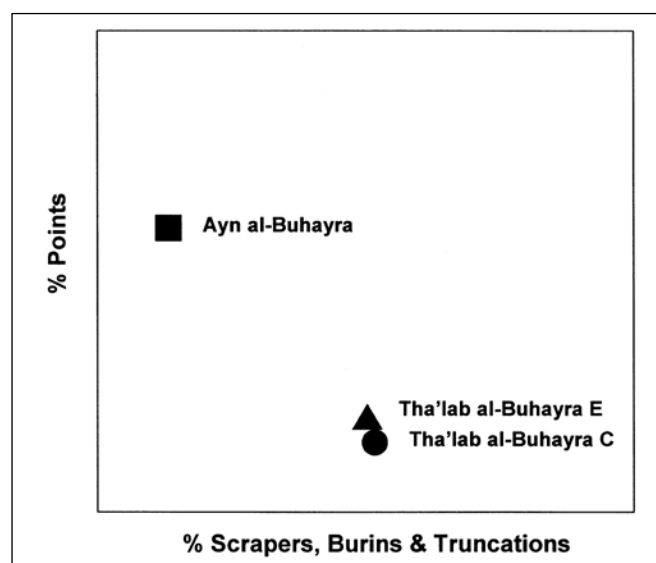 % Points
Ayn al-Buhayra
Tha'lab al-Buhayra E
Tha'lab al-Buhayra C
% Scrapers, Burins & Truncations